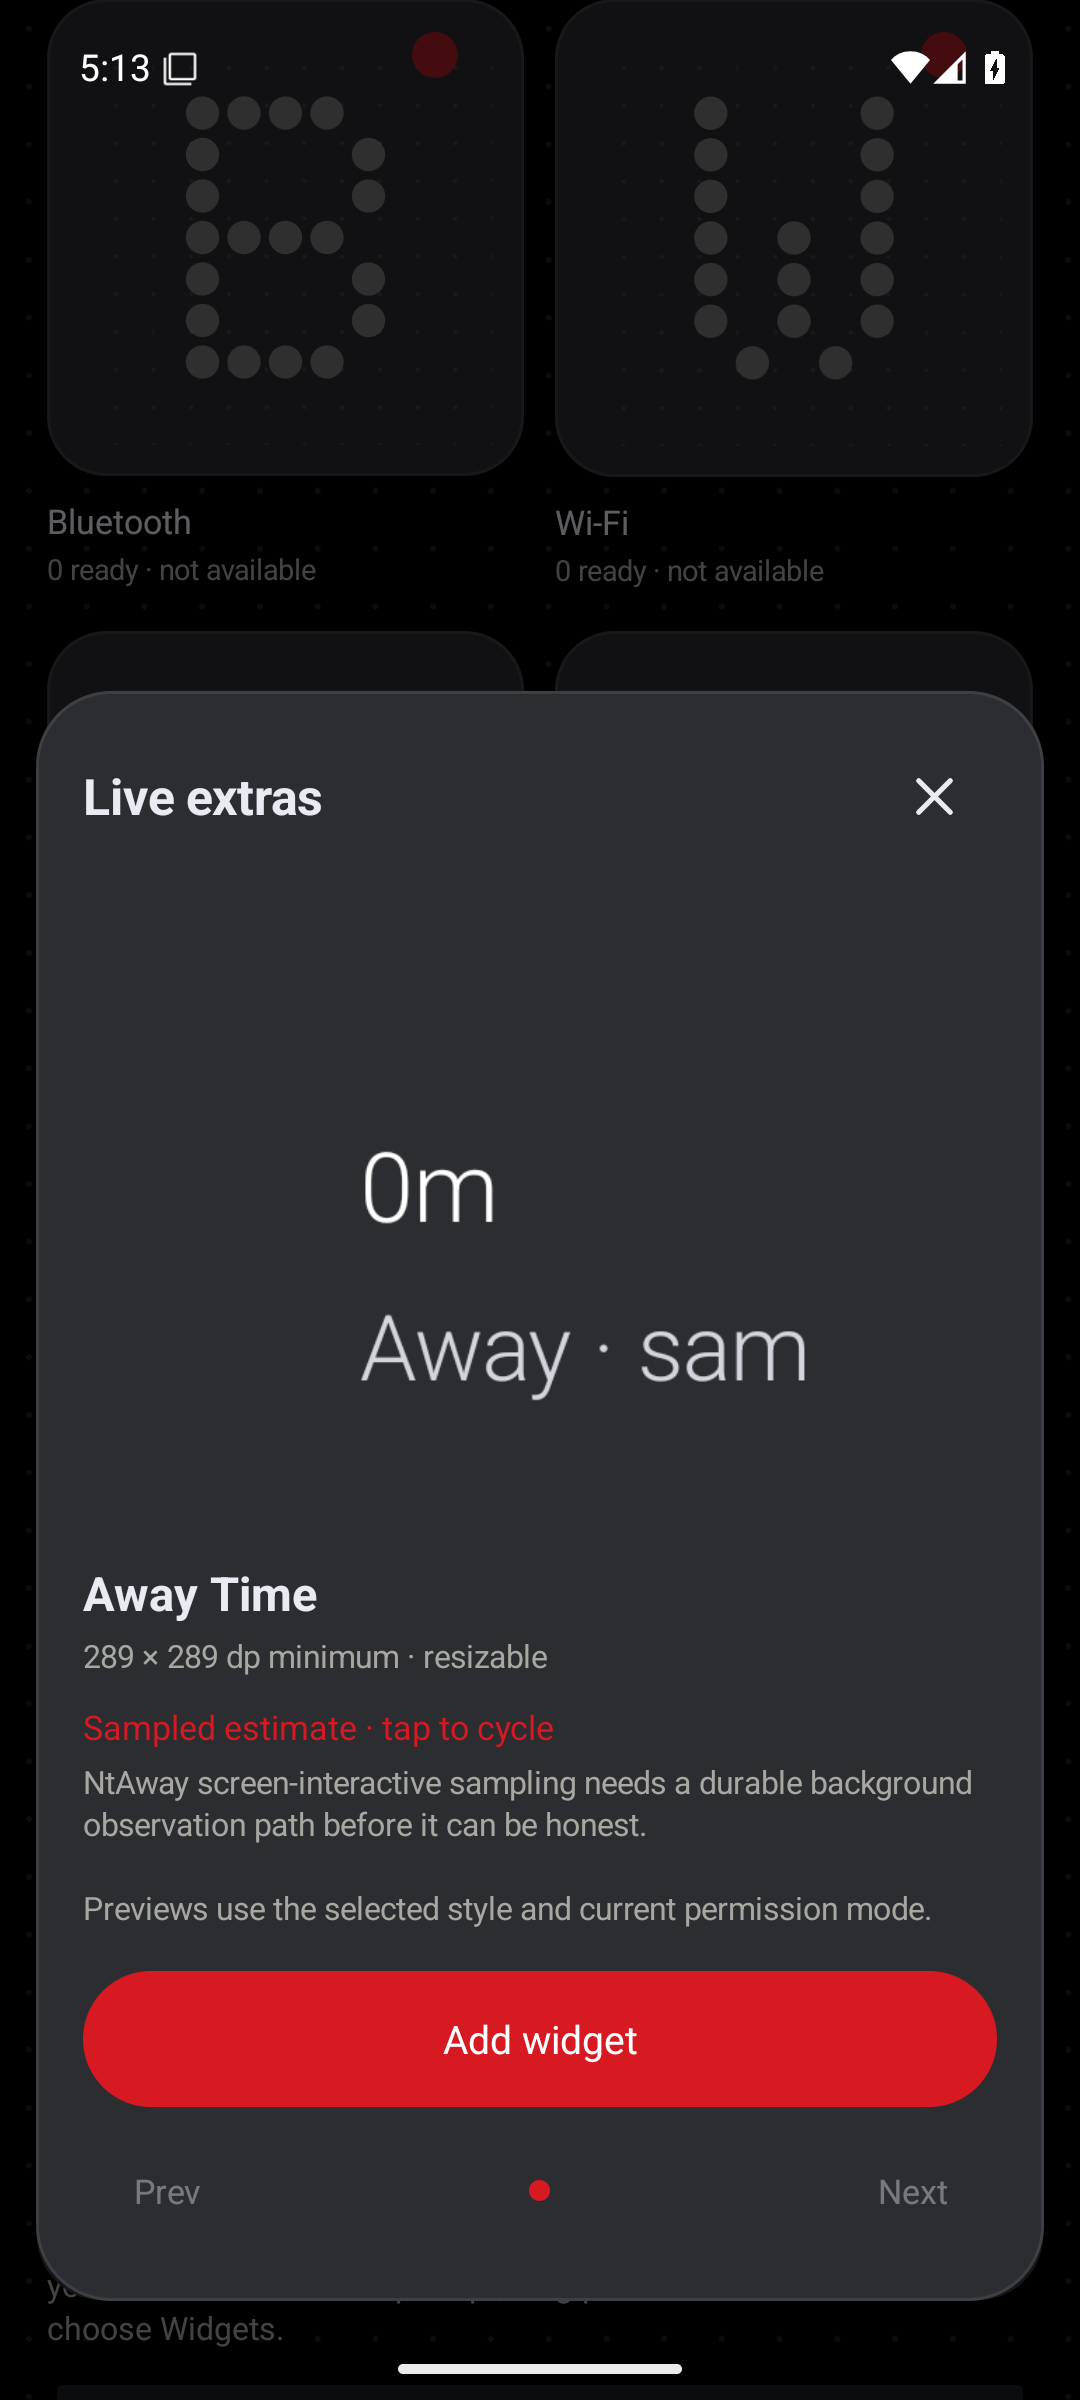 5:13
Bluetooth
Wi-Fi
0 ready · not available
0 ready · not available
Live extras
0m
Away · sam
Away Time
289 × 289 dp minimum · resizable
Sampled estimate · tap to cycle
NtAway screen-interactive sampling needs a durable background
observation path before it can be honest.
Previews use the selected style and current permission mode.
Add widget
Prev
Next
choose Widgets.